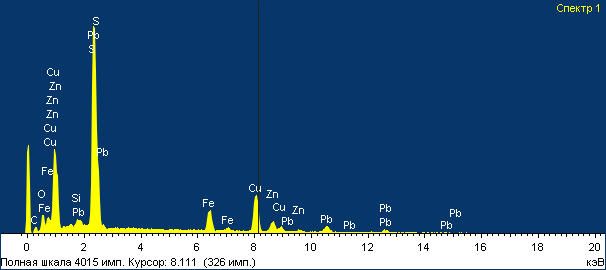 Спектр 1
S
Pb
S
Cu
Zn
Zn
Zn
Cu
Cu
Pb
Fe
O
Fe
C
Si
Pb
Fe
Fe
Cu
Zn
Cu
Pb
Zn
Pb
Pb
Pb
Pb
Pb
Pb
0 2 4 6 8 10 12 14 16 18 20
Полная шкала 4015 имп. Курсор: 8.111 (326 имп.) кэВ